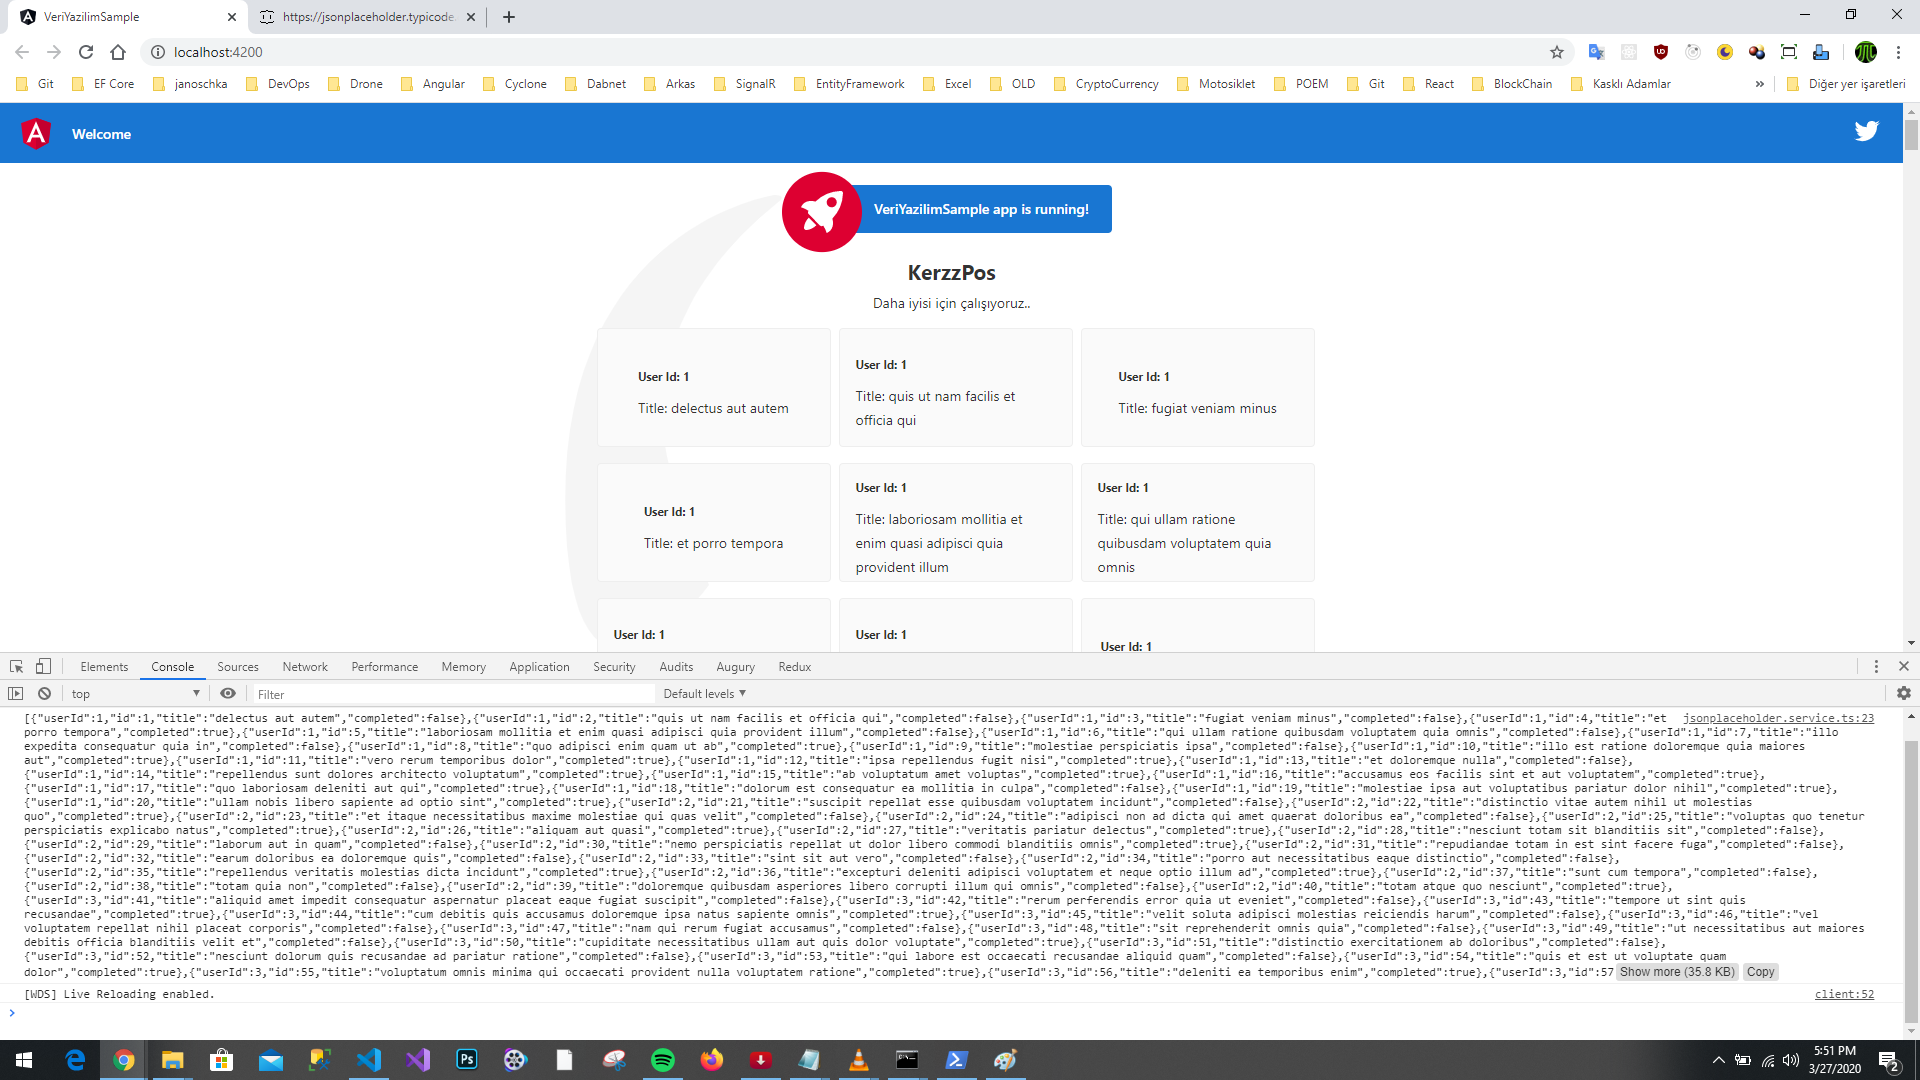 VeriYazilimSample
https://jsonplaceholder.typicode.
localhost:4200
Git EF Core janoschka DevOps Drone Angular Cyclone Dabnet Arkas SignalR EntityFramework Excel OLD CryptoCurrency Motosiklet POEM Git React BlockChain Kasklı Adamlar » Diğer yer işaretleri
Welcome
VeriYazilimSample app is running!
KerzzPos
Daha iyisi için çalışıyoruz..
User Id: 1
Title: delectus aut autem
User Id: 1
Title: quis ut nam facilis et
officia qui
User Id: 1
Title: fugiat veniam minus
User Id: 1
Title: et porro tempora
User Id: 1
Title: laboriosam mollitia et
enim quasi adipisci quia
provident illum
User Id: 1
Title: qui ullam ratione
quibusdam voluptatem quia
omnis
User Id: 1
User Id: 1
User Id: 1
Elements Console Sources Network Performance Memory Application Security Audits Augury Redux
top Filter Default levels
[{"userId":1,"id":1,"title":"delectus aut autem","completed":false},{"userId":1,"id":2,"title":"quis ut nam facilis et officia qui","completed":false},{"userId":1,"id":3,"title":"fugiat veniam minus","completed":false},{"userId":1,"id":4,"title":"et jsonplaceholder.service.ts:23
porro tempora","completed":true},{"userId":1,"id":5,"title":"laboriosam mollitia et enim quasi adipisci quia provident illum","completed":false},{"userId":1,"id":6,"title":"qui ullam ratione quibusdam voluptatem quia omnis","completed":false},{"userId":1,"id":7,"title":"illo
expedita consequatur quia in","completed":false},{"userId":1,"id":8,"title":"quo adipisci enim quam ut ab","completed":true},{"userId":1,"id":9,"title":"molestiae perspiciatis ipsa","completed":false},{"userId":1,"id":10,"title":"illo est ratione doloremque quia maiores
aut","completed":true},{"userId":1,"id":11,"title":"vero rerum temporibus dolor","completed":true},{"userId":1,"id":12,"title":"ipsa repellendus fugit nisi","completed":true},{"userId":1,"id":13,"title":"et doloremque nulla","completed":false},
{"userId":1,"id":14,"title":"repellendus sunt dolores architecto voluptatum","completed":true},{"userId":1,"id":15,"title":"ab voluptatum amet voluptas","completed":true},{"userId":1,"id":16,"title":"accusamus eos facilis sint et aut voluptatem","completed":true},
{"userId":1,"id":17,"title":"quo laboriosam deleniti aut qui","completed":true},{"userId":1,"id":18,"title":"dolorum est consequatur ea mollitia in culpa","completed":false},{"userId":1,"id":19,"title":"molestiae ipsa aut voluptatibus pariatur dolor nihil","completed":true},
{"userId":1,"id":20,"title":"ullam nobis libero sapiente ad optio sint","completed":true},{"userId":2,"id":21,"title":"suscipit repellat esse quibusdam voluptatem incidunt","completed":false},{"userId":2,"id":22,"title":"distinctio vitae autem nihil ut molestias
quo","completed":true},{"userId":2,"id":23,"title":"et itaque necessitatibus maxime molestiae qui quas velit","completed":false},{"userId":2,"id":24,"title":"adipisci non ad dicta qui amet quaerat doloribus ea","completed":false},{"userId":2,"id":25,"title":"voluptas quo tenetur
perspiciatis explicabo natus","completed":true},{"userId":2,"id":26,"title":"aliquam aut quasi","completed":true},{"userId":2,"id":27,"title":"veritatis pariatur delectus","completed":true},{"userId":2,"id":28,"title":"nesciunt totam sit blanditiis sit","completed":false},
{"userId":2,"id":29,"title":"laborum aut in quam","completed":false},{"userId":2,"id":30,"title":"nemo perspiciatis repellat ut dolor libero commodi blanditiis omnis","completed":true},{"userId":2,"id":31,"title":"repudiandae totam in est sint facere fuga","completed":false},
{"userId":2,"id":32,"title":"earum doloribus ea doloremque quis","completed":false},{"userId":2,"id":33,"title":"sint sit aut vero","completed":false},{"userId":2,"id":34,"title":"porro aut necessitatibus eaque distinctio","completed":false},
{"userId":2,"id":35,"title":"repellendus veritatis molestias dicta incidunt","completed":true},{"userId":2,"id":36,"title":"excepturi deleniti adipisci voluptatem et neque optio illum ad","completed":true},{"userId":2,"id":37,"title":"sunt cum tempora","completed":false},
{"userId":2,"id":38,"title":"totam quia non","completed":false},{"userId":2,"id":39,"title":"doloremque quibusdam asperiores libero corrupti illum qui omnis","completed":false},{"userId":2,"id":40,"title":"totam atque quo nesciunt","completed":true},
{"userId":3,"id":41,"title":"aliquid amet impedit consequatur aspernatur placeat eaque fugiat suscipit","completed":false},{"userId":3,"id":42,"title":"rerum perferendis error quia ut eveniet","completed":false},{"userId":3,"id":43,"title":"tempore ut sint quis
recusandae","completed":true},{"userId":3,"id":44,"title":"cum debitis quis accusamus doloremque ipsa natus sapiente omnis","completed":true},{"userId":3,"id":45,"title":"velit soluta adipisci molestias reiciendis harum","completed":false},{"userId":3,"id":46,"title":"vel
voluptatem repellat nihil placeat corporis","completed":false},{"userId":3,"id":47,"title":"nam qui rerum fugiat accusamus","completed":false},{"userId":3,"id":48,"title":"sit reprehenderit omnis quia","completed":false},{"userId":3,"id":49,"title":"ut necessitatibus aut maiores
debitis officia blanditiis velit et","completed":false},{"userId":3,"id":50,"title":"cupiditate necessitatibus ullam aut quis dolor voluptate","completed":true},{"userId":3,"id":51,"title":"distinctio exercitationem ab doloribus","completed":false},
{"userId":3,"id":52,"title":"nesciunt dolorum quis recusandae ad pariatur ratione","completed":false},{"userId":3,"id":53,"title":"qui labore est occaecati recusandae aliquid quam","completed":false},{"userId":3,"id":54,"title":"quis et est ut voluptate quam
dolor","completed":true},{"userId":3,"id":55,"title":"voluptatum omnis minima qui occaecati provident nulla voluptatem ratione","completed":true},{"userId":3,"id":56,"title":"deleniti ea temporibus enim","completed":true},{"userId":3,"id":57 Show more (35.8 KB) Copy
[WDS] Live Reloading enabled. client:52
5:51 PM
3/27/2020
2